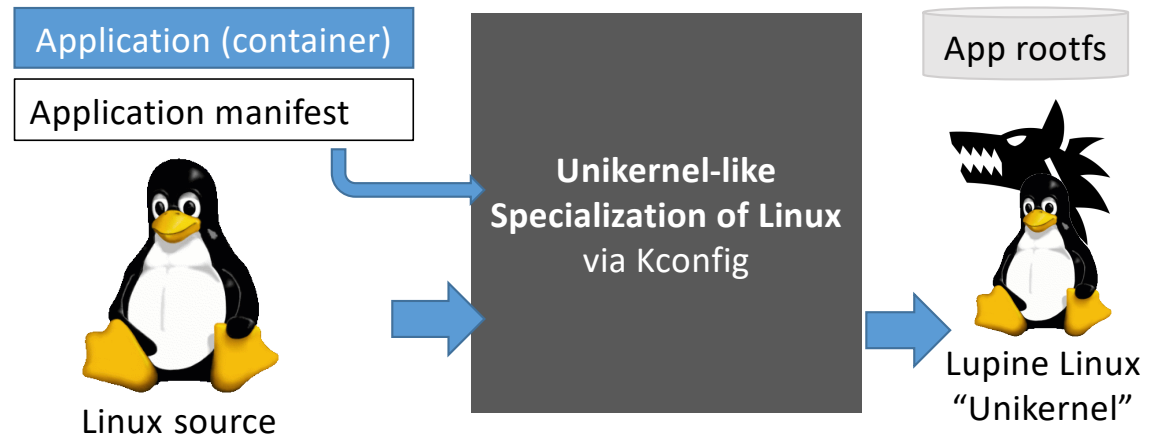 Application (container)
Application manifest
Linux source
Unikernel-like
Specialization of Linux
via Kconfig
App rootfs
Lupine Linux
“Unikernel”